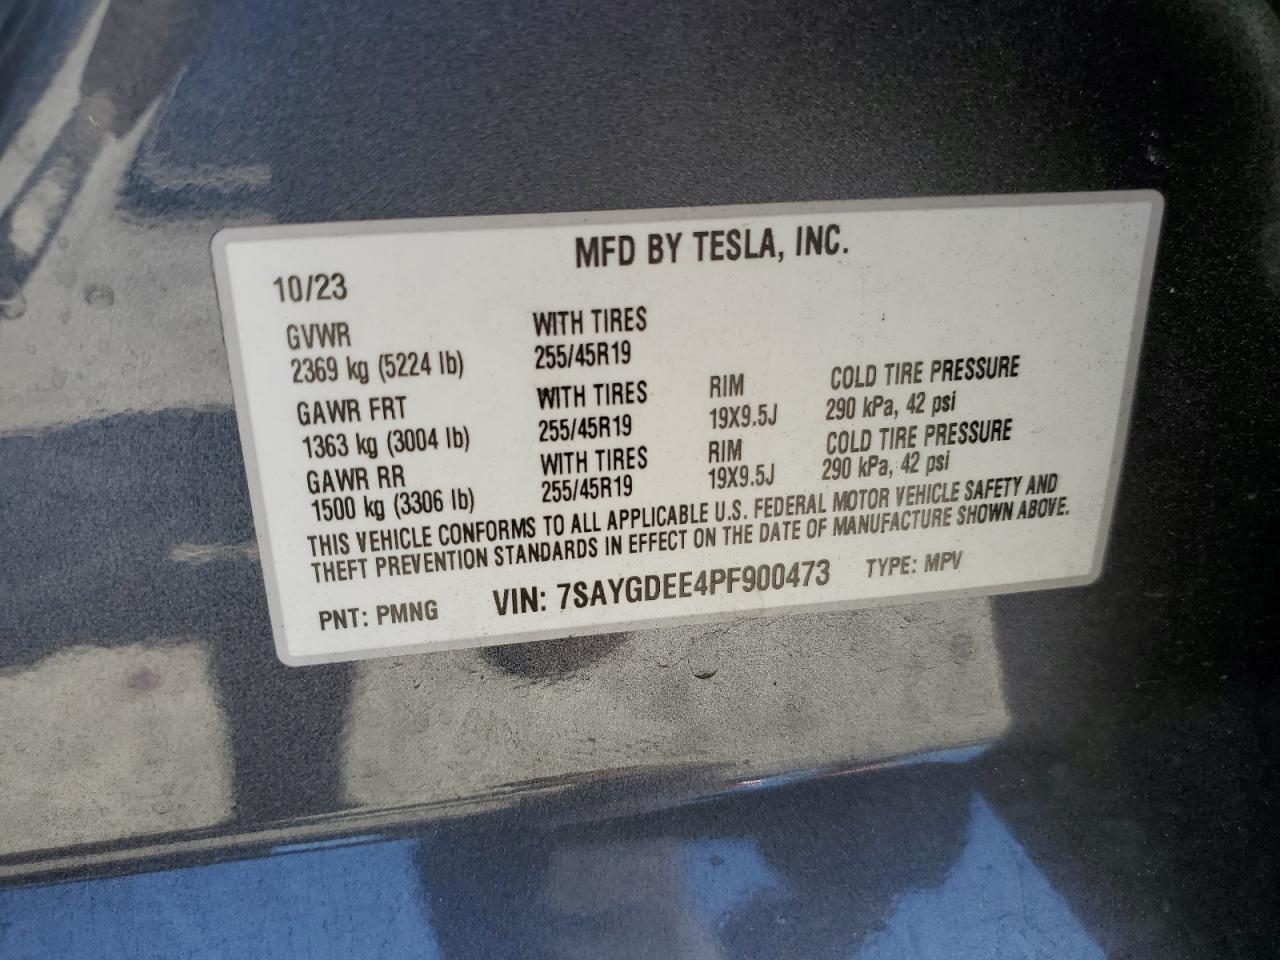 MFD BY TESLA, INC.
10/23
GVWR WITH TIRES
2369 kg (5224 lb) 255/45R19
GAWR FRT WITH TIRES RIM COLD TIRE PRESSURE
1363 kg (3004 lb) 255/45R19 19X9.5J 290 kPa, 42 psi
GAWR RR WITH TIRES RIM COLD TIRE PRESSURE
1500 kg (3306 lb) 255/45R19 19X9.5J 290 kPa, 42 psi
THIS VEHICLE CONFORMS TO ALL APPLICABLE U.S. FEDERAL MOTOR VEHICLE SAFETY AND
THEFT PREVENTION STANDARDS IN EFFECT ON THE DATE OF MANUFACTURE SHOWN ABOVE.
PNT: PMNG VIN: 7SAYGDEE4PF900473 TYPE: MPV